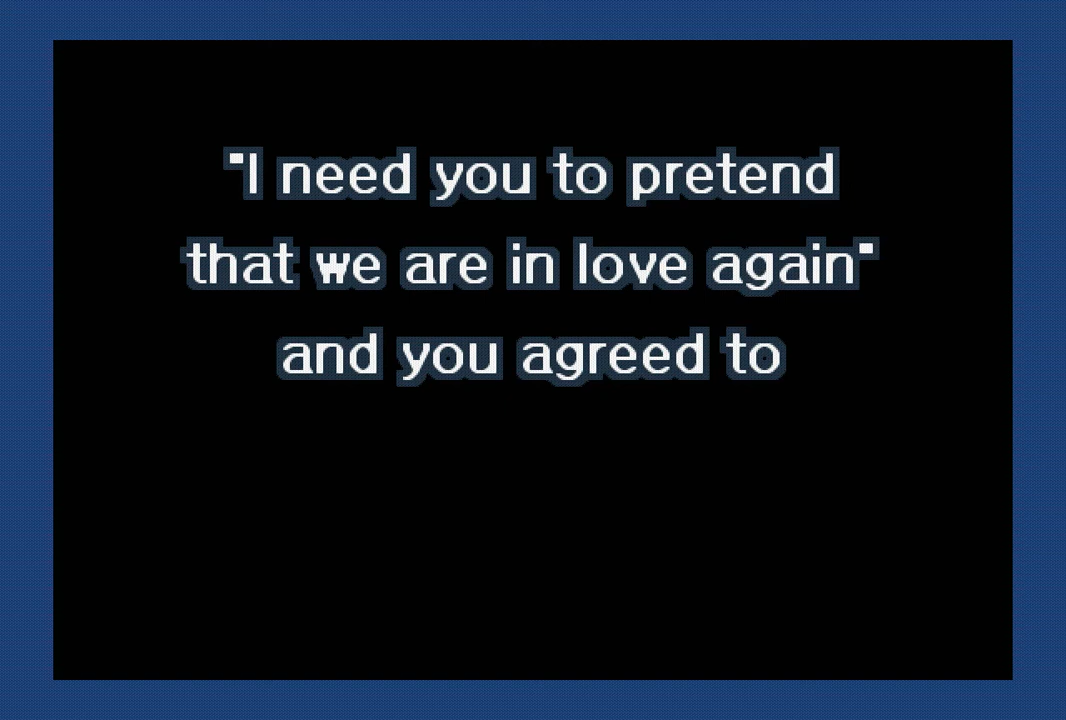 "I need you to pretend
that we are in love again"
and you agreed to